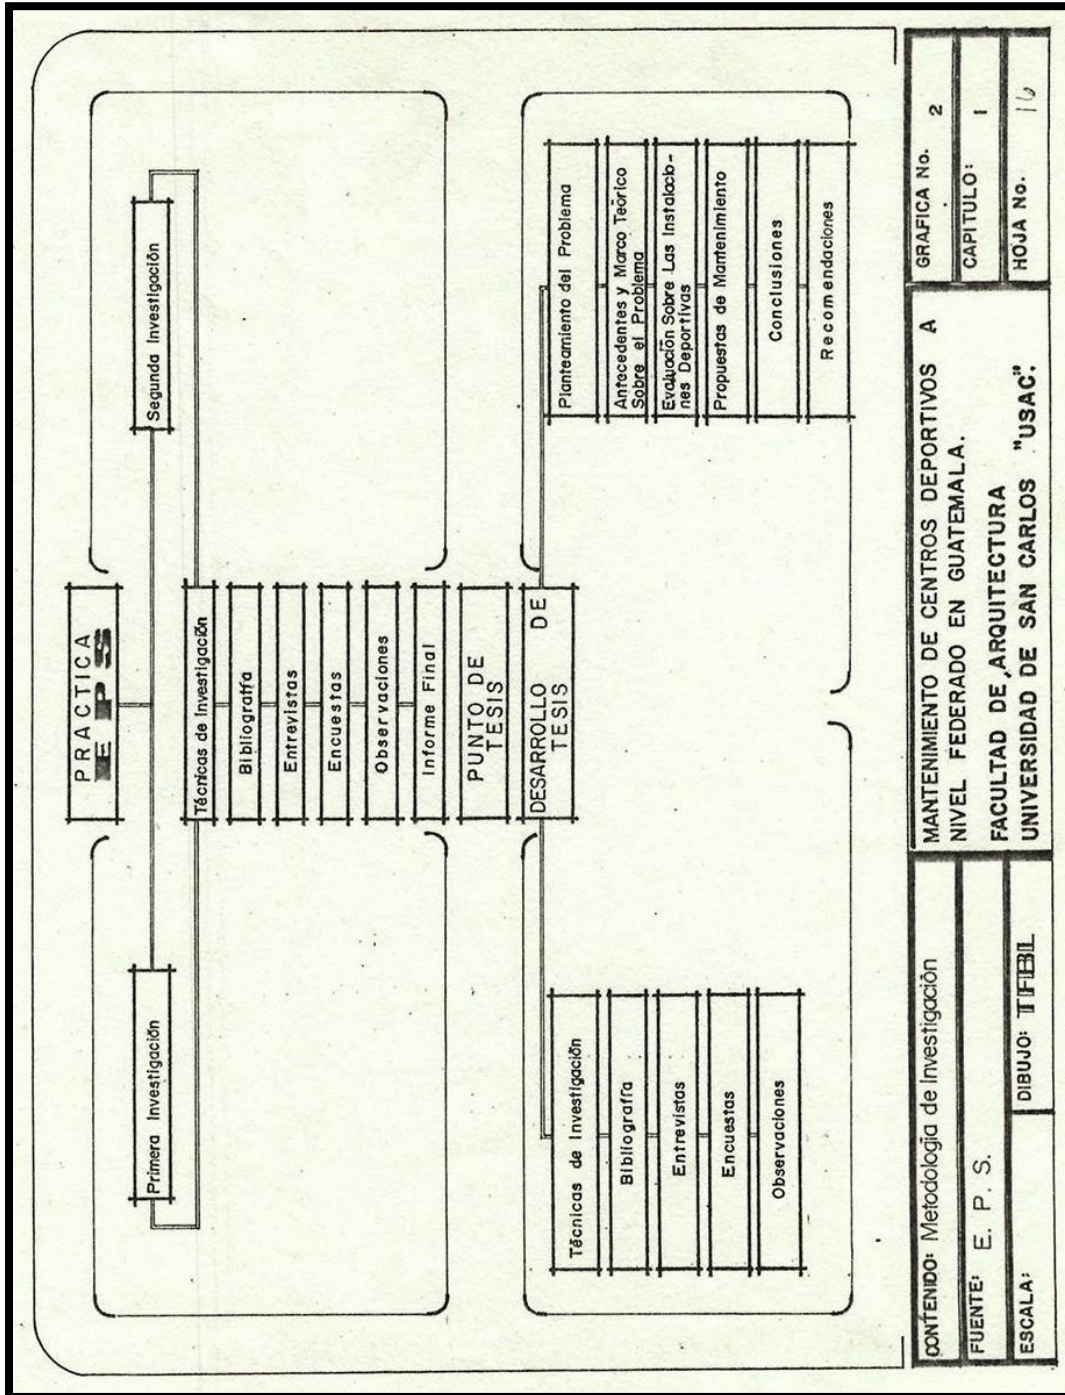 PRACTICA
E P S
Primera Investigación
Segunda Investigación
Técnicas de Investigación
Bibliografía
Entrevistas
Encuestas
Observaciones
Informe Final
PUNTO DE
TESIS
DESARROLLO DE
TESIS
Técnicas de Investigación
Bibliografía
Entrevistas
Encuestas
Observaciones
Planteamiento del Problema
Antecedentes y Marco Teórico
Sobre el Problema
Evaluación Sobre Las Instalacio-
nes Deportivas
Propuestas de Mantenimiento
Conclusiones
Recomendaciones
CONTENIDO: Metodología de Investigación
FUENTE: E. P. S.
ESCALA:
DIBUJO: TFBL
MANTENIMIENTO DE CENTROS DEPORTIVOS A
NIVEL FEDERADO EN GUATEMALA.
FACULTAD DE ARQUITECTURA
UNIVERSIDAD DE SAN CARLOS "USAC".
GRAFICA No. 2
CAPITULO: 1
HOJA No. 16